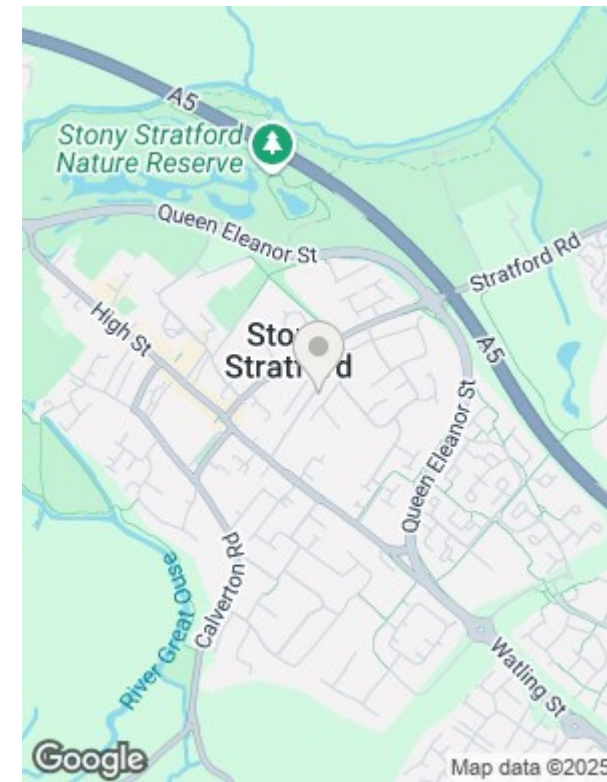 A5
Stony Stratford
Nature Reserve
Queen Eleanor St
Stratford Rd
High St
A5
Queen Eleanor St
Calverton Rd
River Great Ouse
Watling St
Google
Map data ©2025